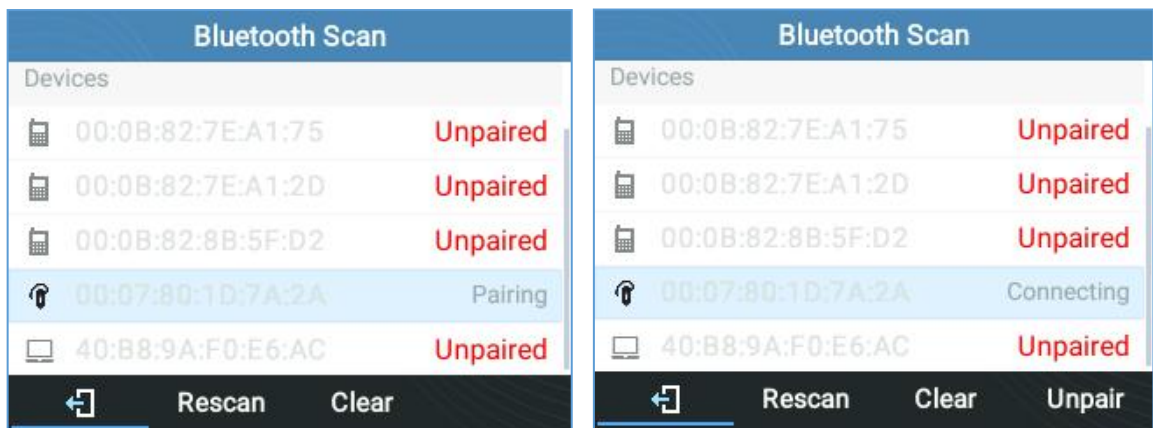 Bluetooth Scan
Devices
00:0B:82:7E:A1:75 Unpaired
00:0B:82:7E:A1:2D Unpaired
00:0B:82:8B:5F:D2 Unpaired
00:07:80:1D:7A:2A Pairing
40:B8:9A:F0:E6:AC Unpaired
Rescan Clear
Bluetooth Scan
Devices
00:0B:82:7E:A1:75 Unpaired
00:0B:82:7E:A1:2D Unpaired
00:0B:82:8B:5F:D2 Unpaired
00:07:80:1D:7A:2A Connecting
40:B8:9A:F0:E6:AC Unpaired
Rescan Clear Unpair